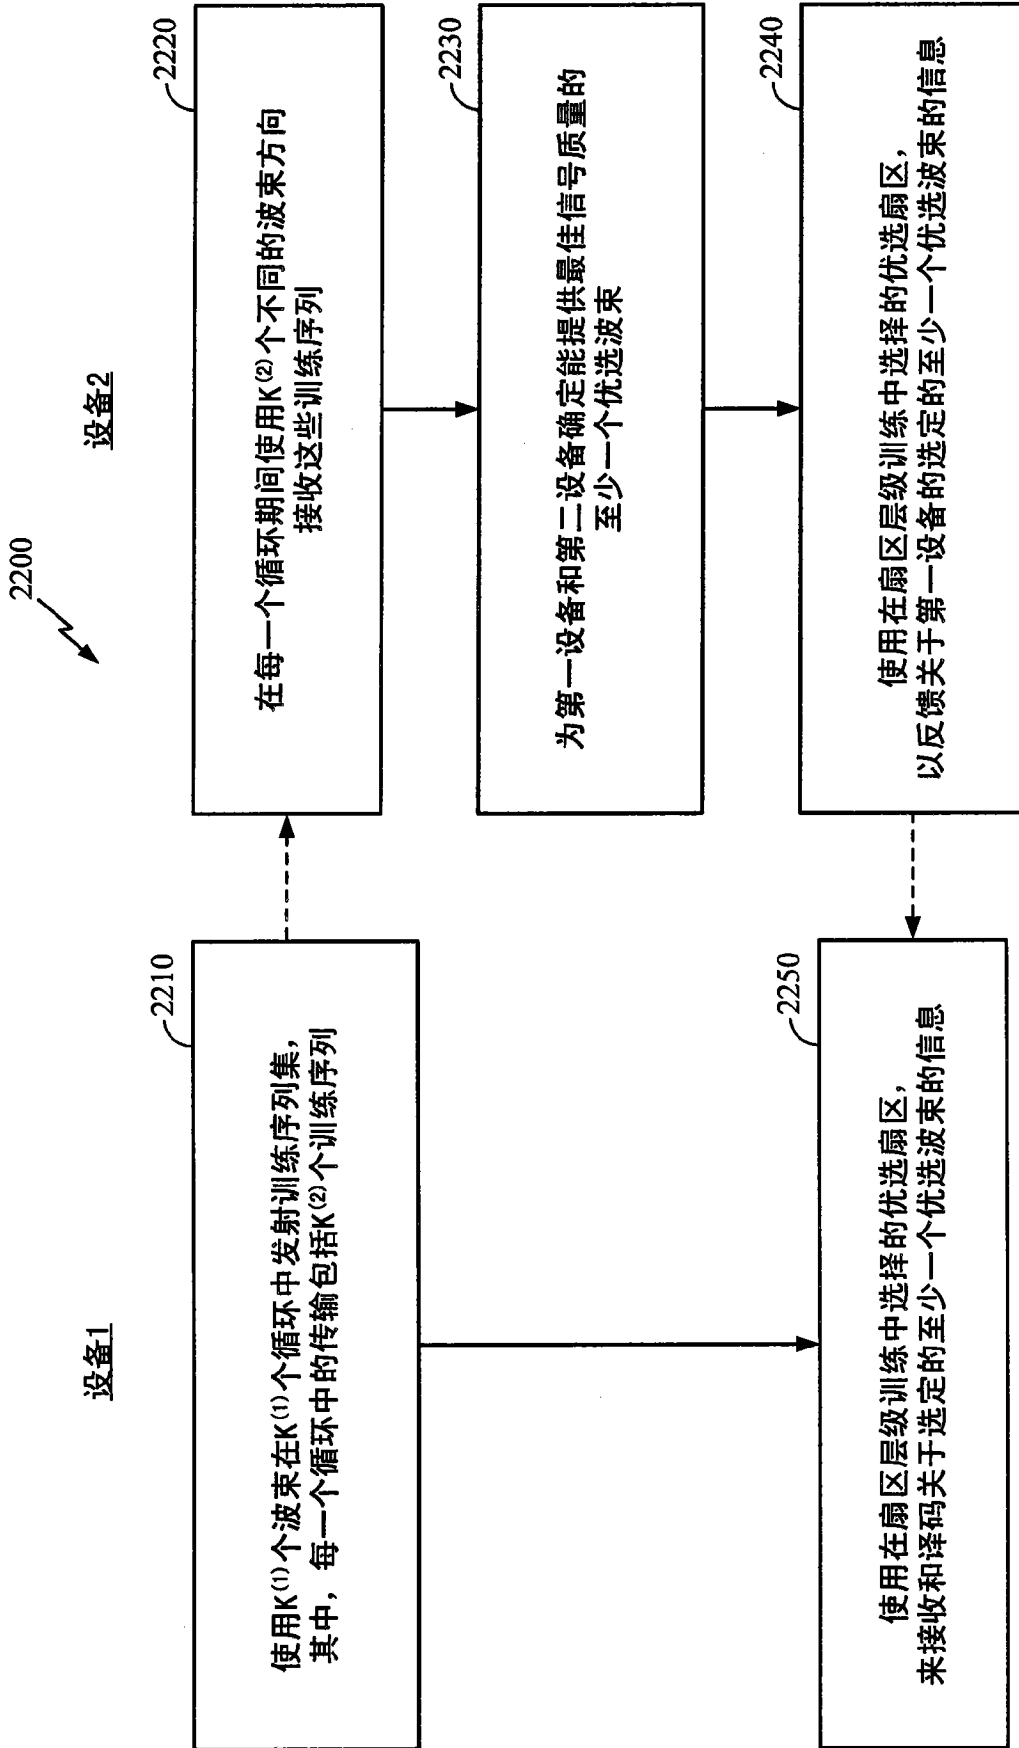 2200
设备1
设备2
2210
使用K⁽¹⁾个波束在K⁽¹⁾个循环中发射训练序列集，
其中，每一个循环中的传输包括K⁽²⁾个训练序列
2220
在每一个循环期间使用K⁽²⁾个不同的波束方向
接收这些训练序列
2230
为第一设备和第二设备确定能提供最佳信号质量的
至少一个优选波束
2240
使用在扇区层级训练中选择的优选扇区，
以反馈关于第一设备的选定的至少一个优选波束的信息
2250
使用在扇区层级训练中选择的优选扇区，
来接收和译码关于选定的至少一个优选波束的信息